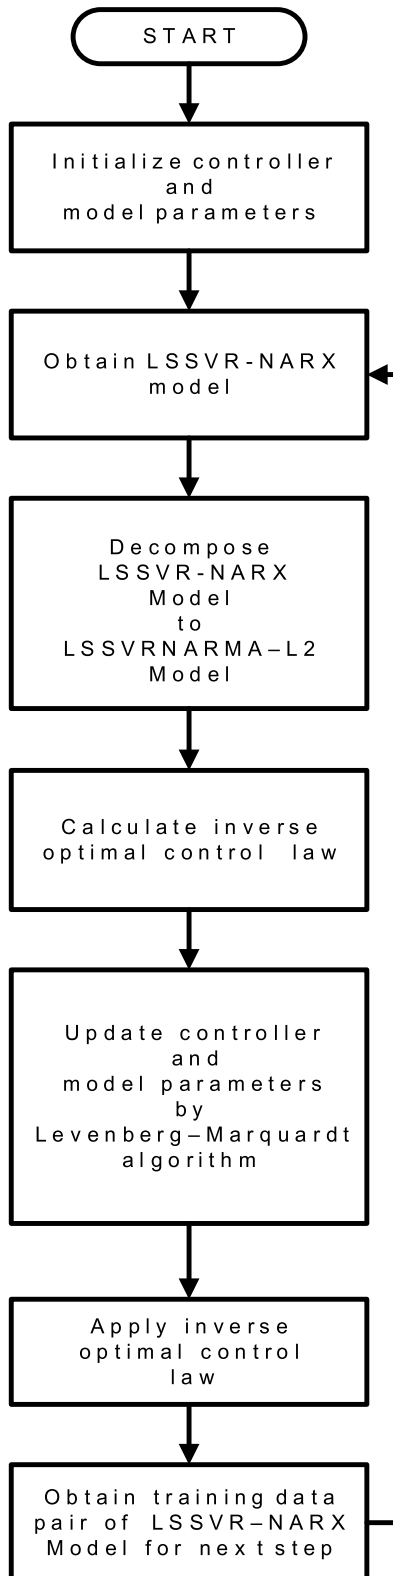 START
Initialize controller
and
model parameters
Obtain LSSVR-NARX
model
Decompose
LSSVR-NARX
Model
to
LSSVRNARMA–L2
Model
Calculate inverse
optimal control law
Update controller
and
model parameters
by
Levenberg–Marquardt
algorithm
Apply inverse
optimal control
law
Obtain training data
pair of LSSVR–NARX
Model for next step